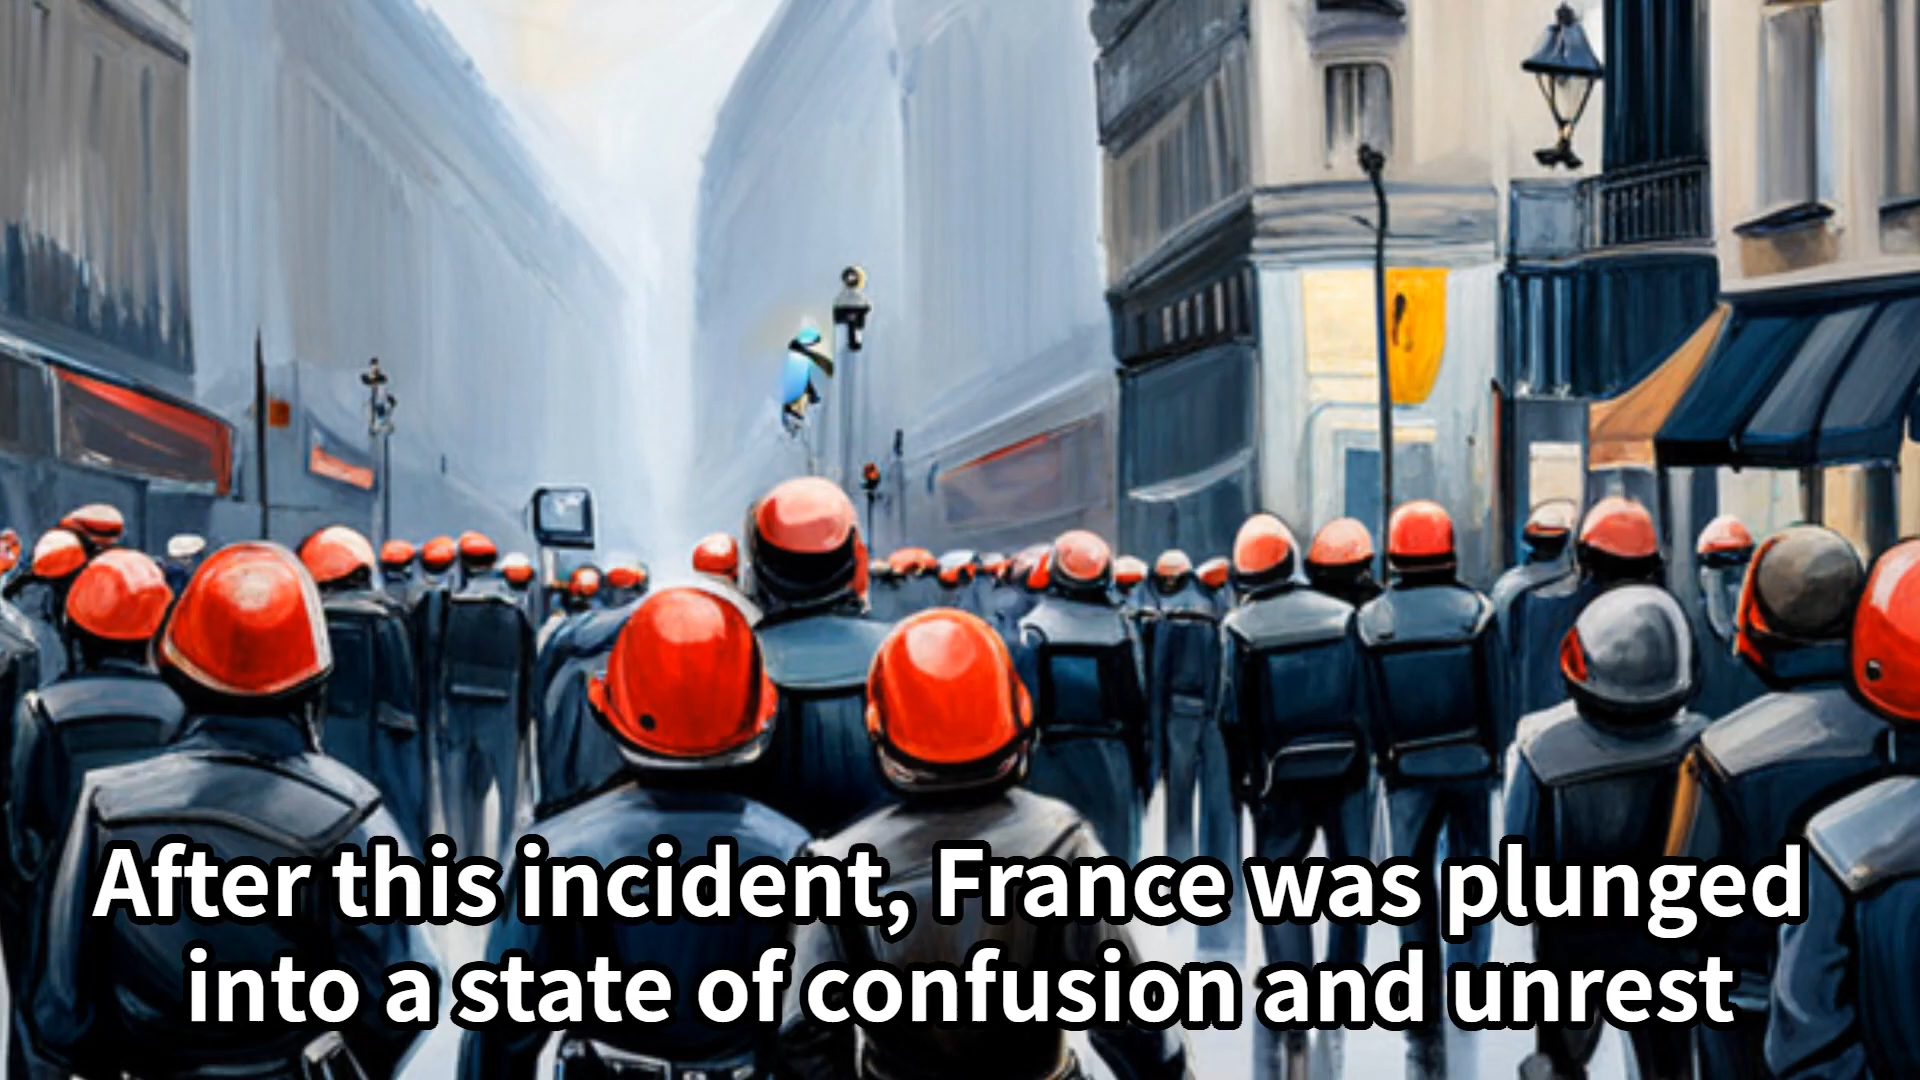 After this incident, France was plunged
into a state of confusion and unrest